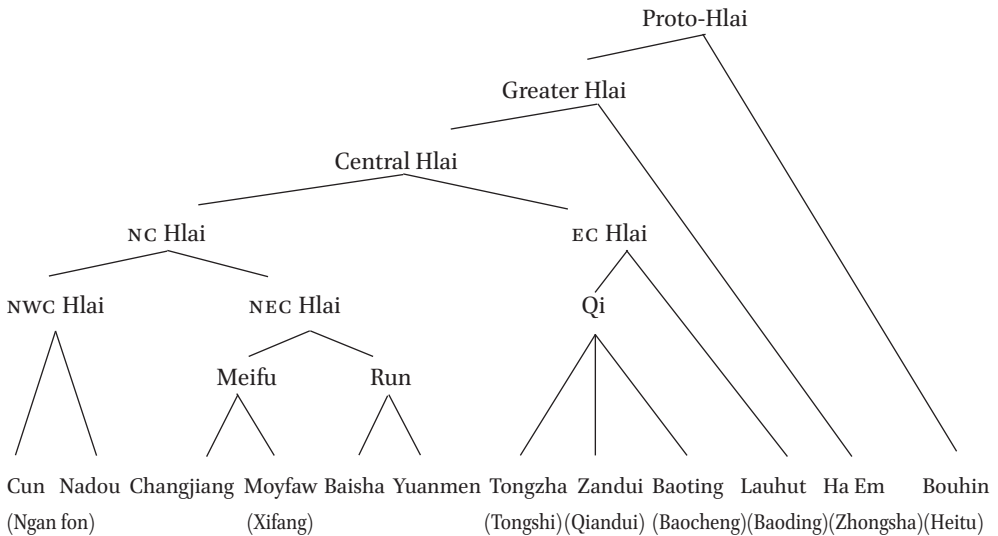 Proto-Hlai
Greater Hlai
Central Hlai
NC Hlai EC Hlai
NWC Hlai NEC Hlai Qi
Meifu Run
Cun Nadou Changjiang Moyfaw Baisha Yuanmen Tongzha Zandui Baoting Lauhut Ha Em Bouhin
(Ngan fon) (Xifang) (Tongshi) (Qiandui) (Baocheng) (Baoding) (Zhongsha) (Heitu)